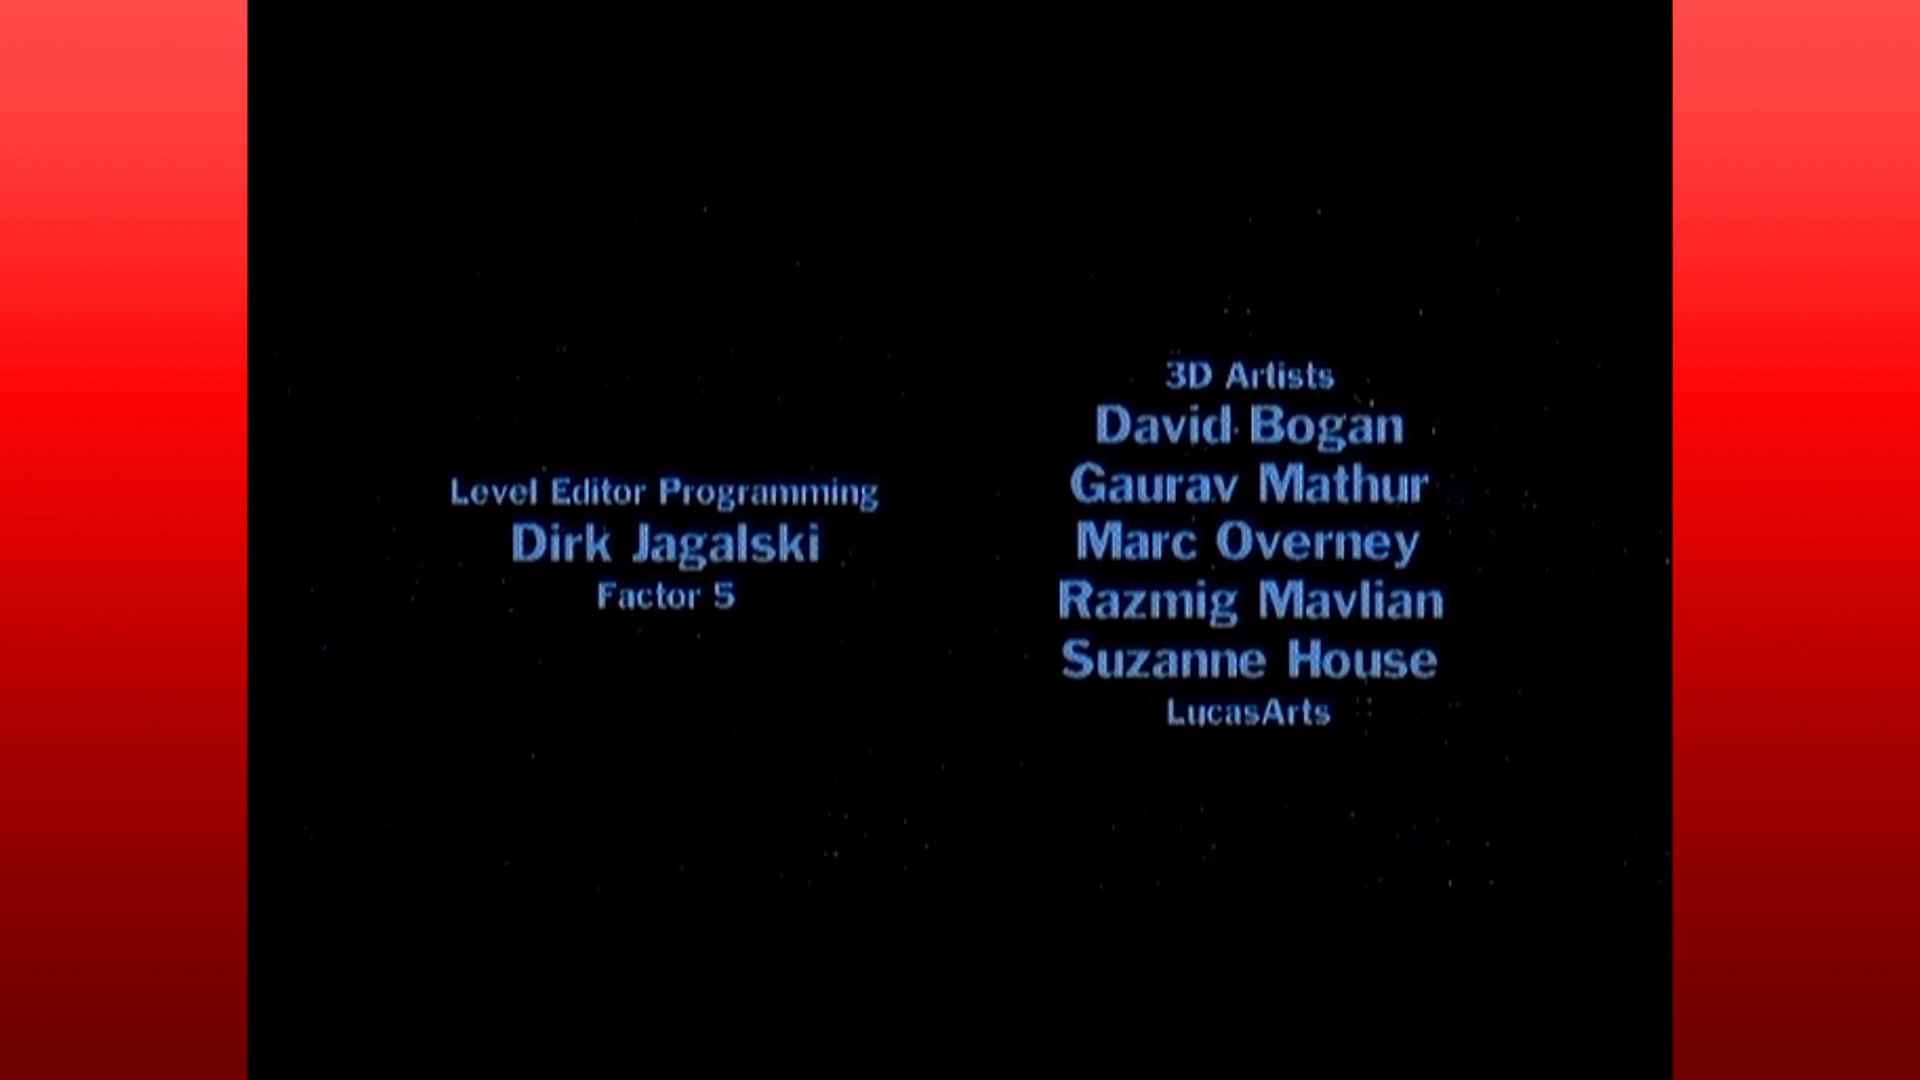 Level Editor Programming
Dirk Jagalski
Factor 5
3D Artists
David Bogan
Gaurav Mathur
Marc Overney
Razmig Mavlian
Suzanne House
LucasArts